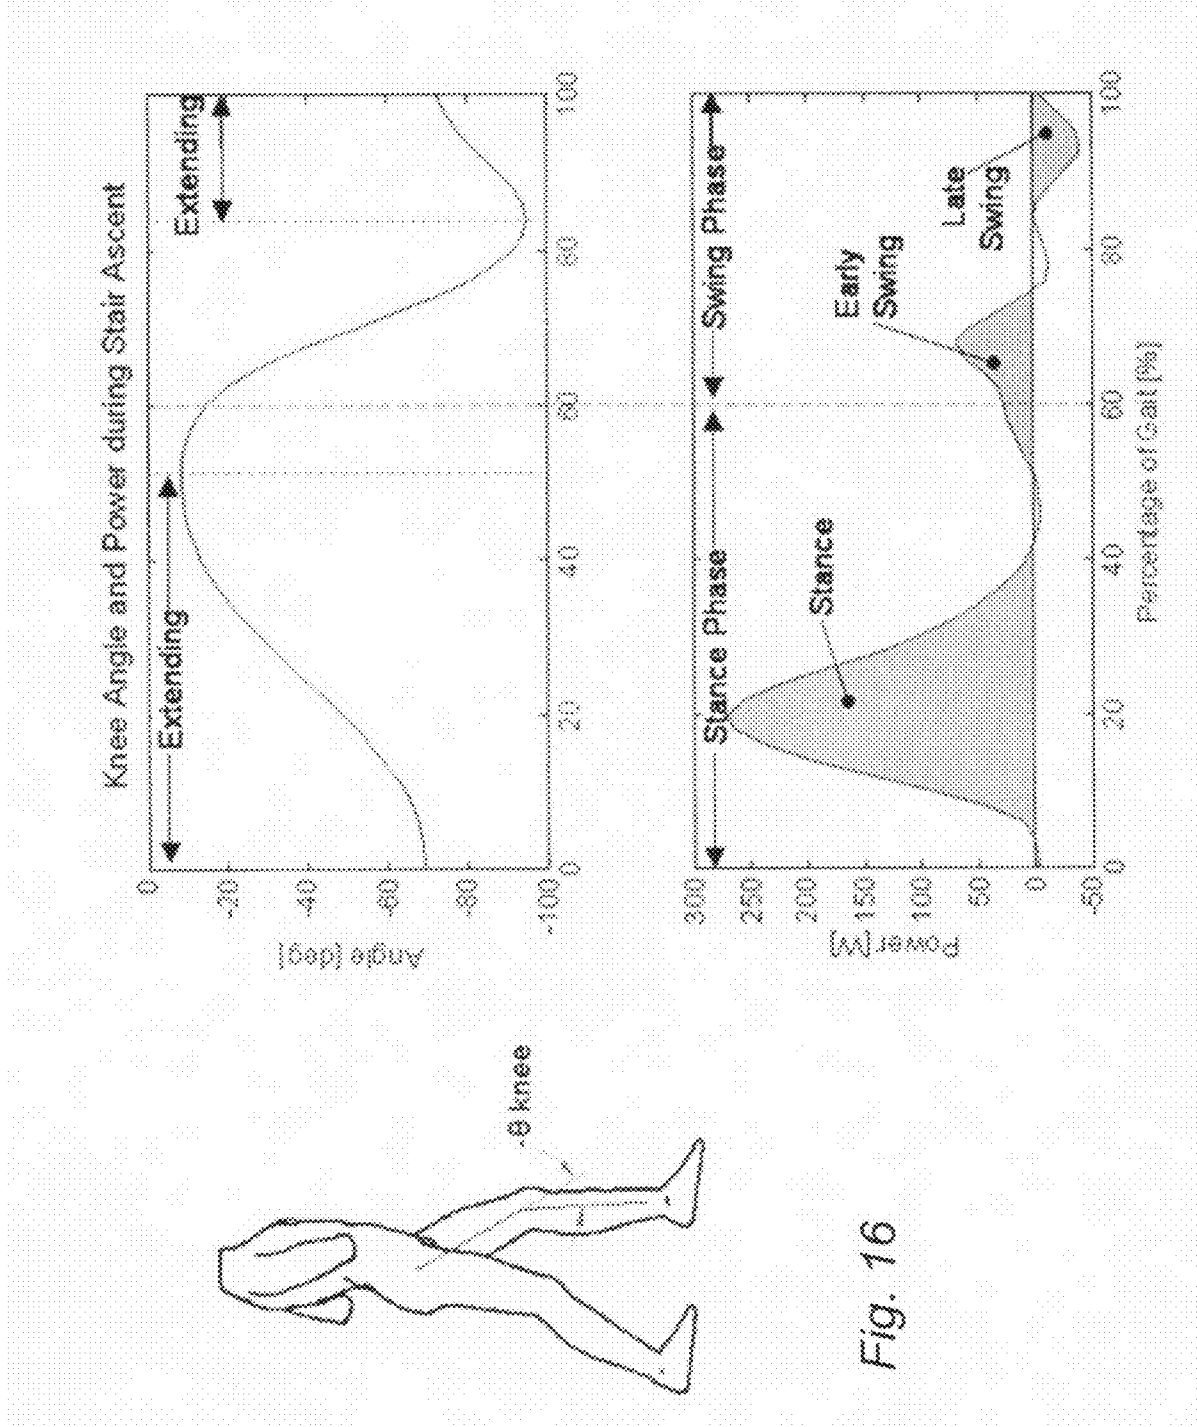 Knee Angle and Power during Stair Ascent
Extending
Extending
0
-20
-40
-60
-80
-100
Angle [deg]
0
20
40
60
80
100
Stance Phase
Swing Phase
Stance
Early
Swing
Late
Swing
300
250
200
150
100
50
0
-50
Power [W]
0
20
40
60
80
100
Percentage of Gait [%]
-θ knee
Fig. 16